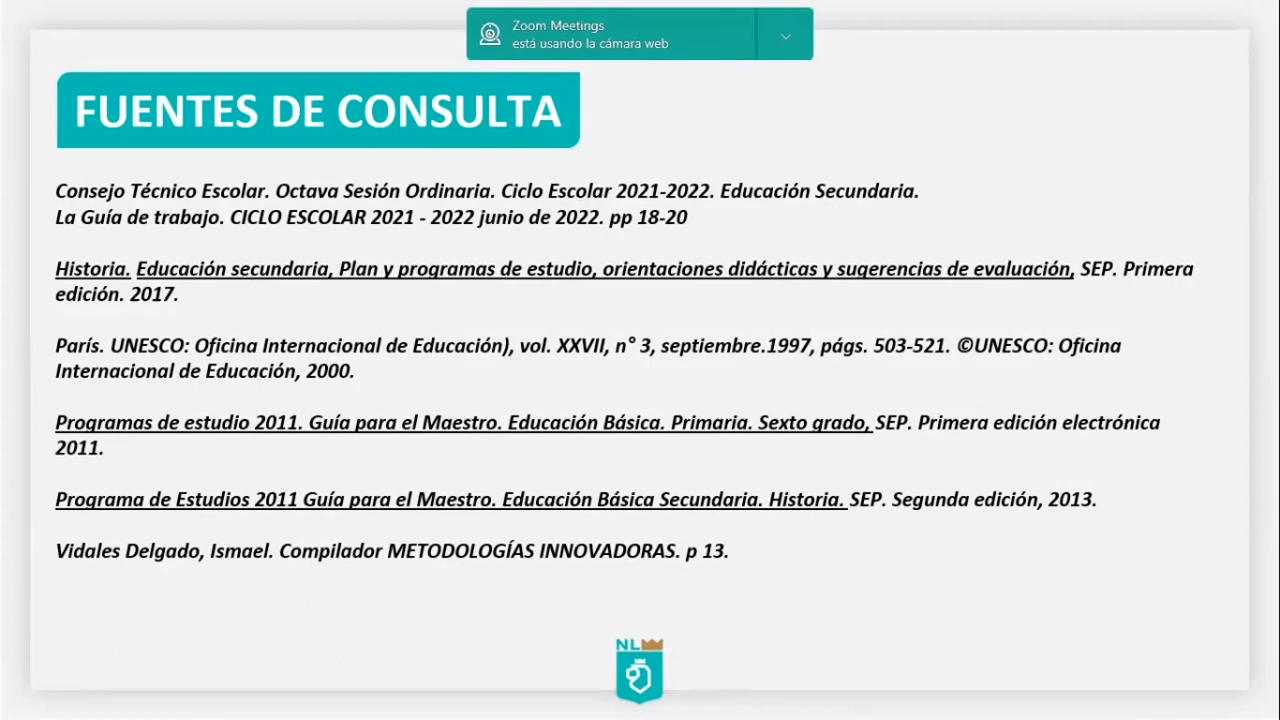 Zoom Meetings
está usando la cámara web
FUENTES DE CONSULTA
Consejo Técnico Escolar. Octava Sesión Ordinaria. Ciclo Escolar 2021-2022. Educación Secundaria.
La Guía de trabajo. CICLO ESCOLAR 2021 - 2022 junio de 2022. pp 18-20
Historia. Educación secundaria, Plan y programas de estudio, orientaciones didácticas y sugerencias de evaluación, SEP. Primera
edición. 2017.
París. UNESCO: Oficina Internacional de Educación), vol. XXVII, n° 3, septiembre.1997, págs. 503-521. ©UNESCO: Oficina
Internacional de Educación, 2000.
Programas de estudio 2011. Guía para el Maestro. Educación Básica. Primaria. Sexto grado, SEP. Primera edición electrónica
2011.
Programa de Estudios 2011 Guía para el Maestro. Educación Básica Secundaria. Historia. SEP. Segunda edición, 2013.
Vidales Delgado, Ismael. Compilador METODOLOGÍAS INNOVADORAS. p 13.
NL